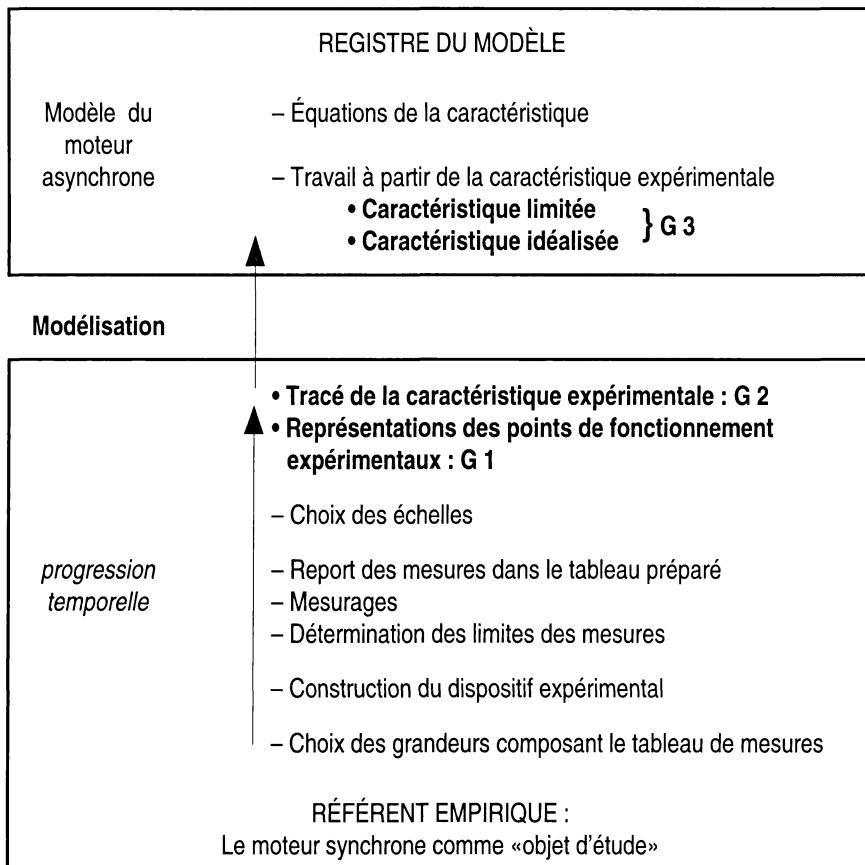 REGISTRE DU MODÈLE
Modèle du
moteur
asynchrone
– Équations de la caractéristique
– Travail à partir de la caractéristique expérimentale
• Caractéristique limitée
• Caractéristique idéalisée
} G 3
Modélisation
• Tracé de la caractéristique expérimentale : G 2
• Représentations des points de fonctionnement
expérimentaux : G 1
– Choix des échelles
progression
temporelle
– Report des mesures dans le tableau préparé
– Mesurages
– Détermination des limites des mesures
– Construction du dispositif expérimental
– Choix des grandeurs composant le tableau de mesures
RÉFÉRENT EMPIRIQUE :
Le moteur synchrone comme «objet d'étude»